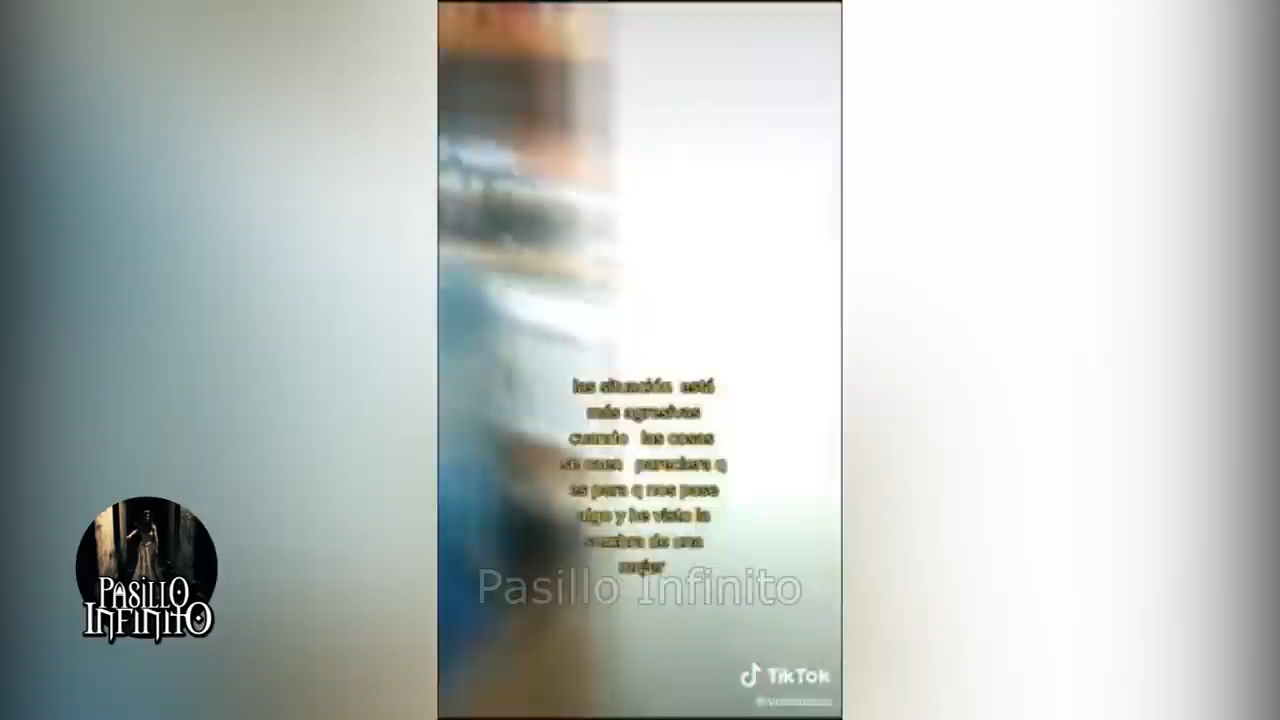 las situación está
más agresivas
cuando las cosas
se caen pareciera q
es para q nos pase
algo y he visto la
sombra de una
mujer
Pasillo Infinito
PASILLO
INFINITO
TikTok